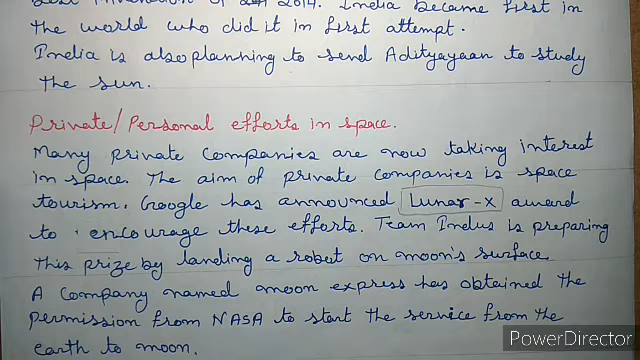 best invention of 2014. India became first in
the world who did it in first attempt.
India is also planning to send Adityayaan to study
the sun.
Private/Personal efforts in space.
Many private companies are now taking interest
in space. The aim of private companies is space
tourism. Google has announced Lunar-X award
to encourage these efforts. Team Indus is preparing
this prize by landing a robot on moon's surface.
A company named moon express has obtained the
permission from NASA to start the service from the
earth to moon.
PowerDirector